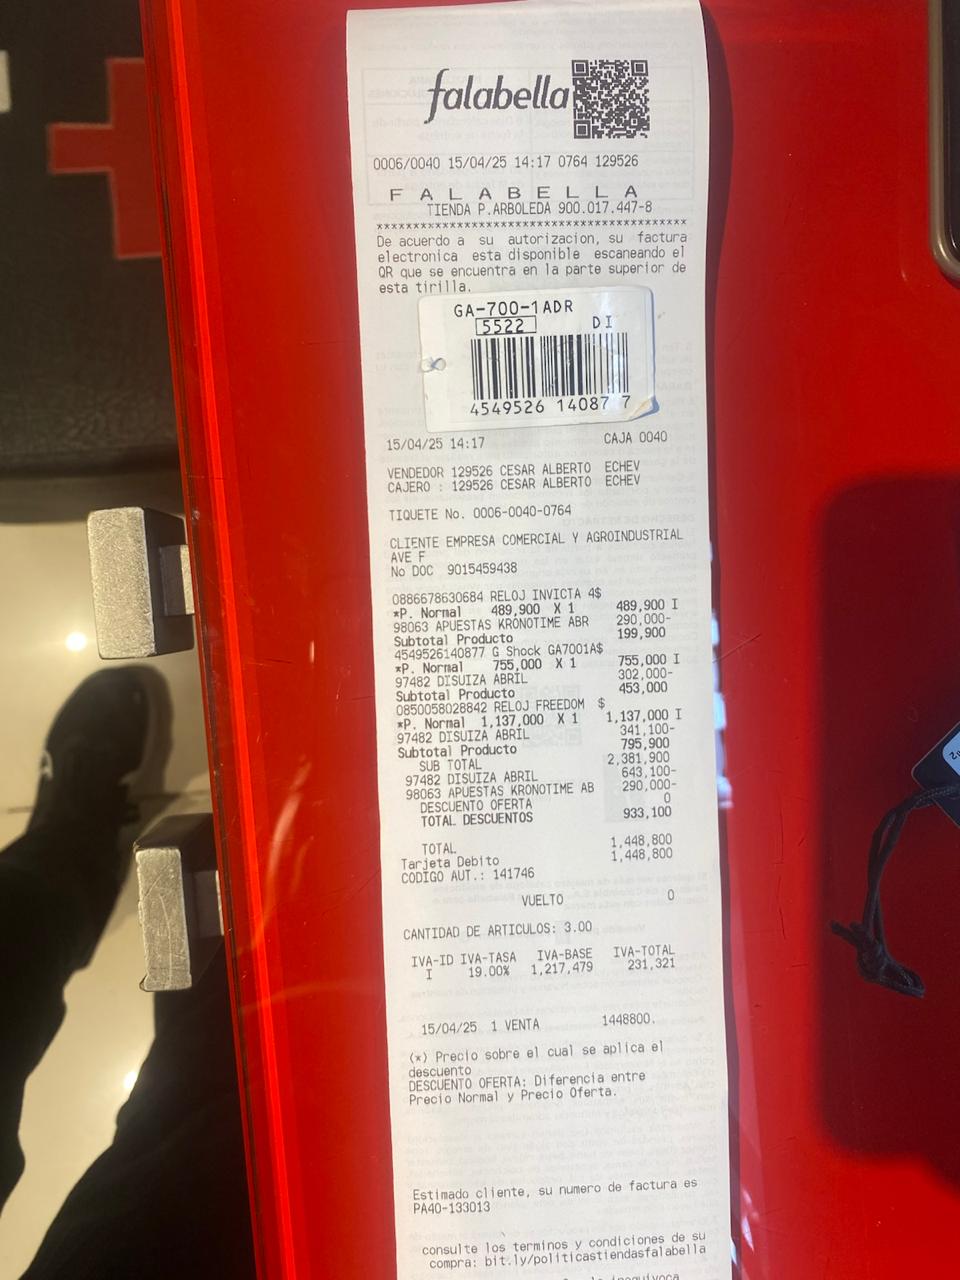 falabella
0006/0040 15/04/25 14:17 0764 129526
F A L A B E L L A
TIENDA P.ARBOLEDA 900.017.447-8
******************************************
De acuerdo a su autorizacion, su factura
electronica esta disponible escaneando el
QR que se encuentra en la parte superior de
esta tirilla.
GA-700-1ADR
5522 DI
4549526 14087 7
15/04/25 14:17 CAJA 0040
VENDEDOR 129526 CESAR ALBERTO ECHEV
CAJERO : 129526 CESAR ALBERTO ECHEV
TIQUETE No. 0006-0040-0764
CLIENTE EMPRESA COMERCIAL Y AGROINDUSTRIAL
AVE F
No DOC 9015459438
0886678630684 RELOJ INVICTA 4$
*P. Normal 489,900 X 1 489,900 I
98063 APUESTAS KRONOTIME ABR 290,000-
Subtotal Producto 199,900
4549526140877 G Shock GA7001A$
*P. Normal 755,000 X 1 755,000 I
97482 DISUIZA ABRIL 302,000-
Subtotal Producto 453,000
0850058028842 RELOJ FREEDOM $
*P. Normal 1,137,000 X 1 1,137,000 I
97482 DISUIZA ABRIL 341,100-
Subtotal Producto 795,900
SUB TOTAL 2,381,900
97482 DISUIZA ABRIL 643,100-
98063 APUESTAS KRONOTIME AB 290,000-
DESCUENTO OFERTA 0
TOTAL DESCUENTOS 933,100
TOTAL 1,448,800
Tarjeta Debito 1,448,800
CODIGO AUT.: 141746
VUELTO 0
CANTIDAD DE ARTICULOS: 3.00
IVA-ID IVA-TASA IVA-BASE IVA-TOTAL
I 19.00% 1,217,479 231,321
15/04/25 1 VENTA 1448800.
(*) Precio sobre el cual se aplica el
descuento
DESCUENTO OFERTA: Diferencia entre
Precio Normal y Precio Oferta.
Estimado cliente, su numero de factura es
PA40-133013
consulte los terminos y condiciones de su
compra: bit.ly/politicastiendasfalabella